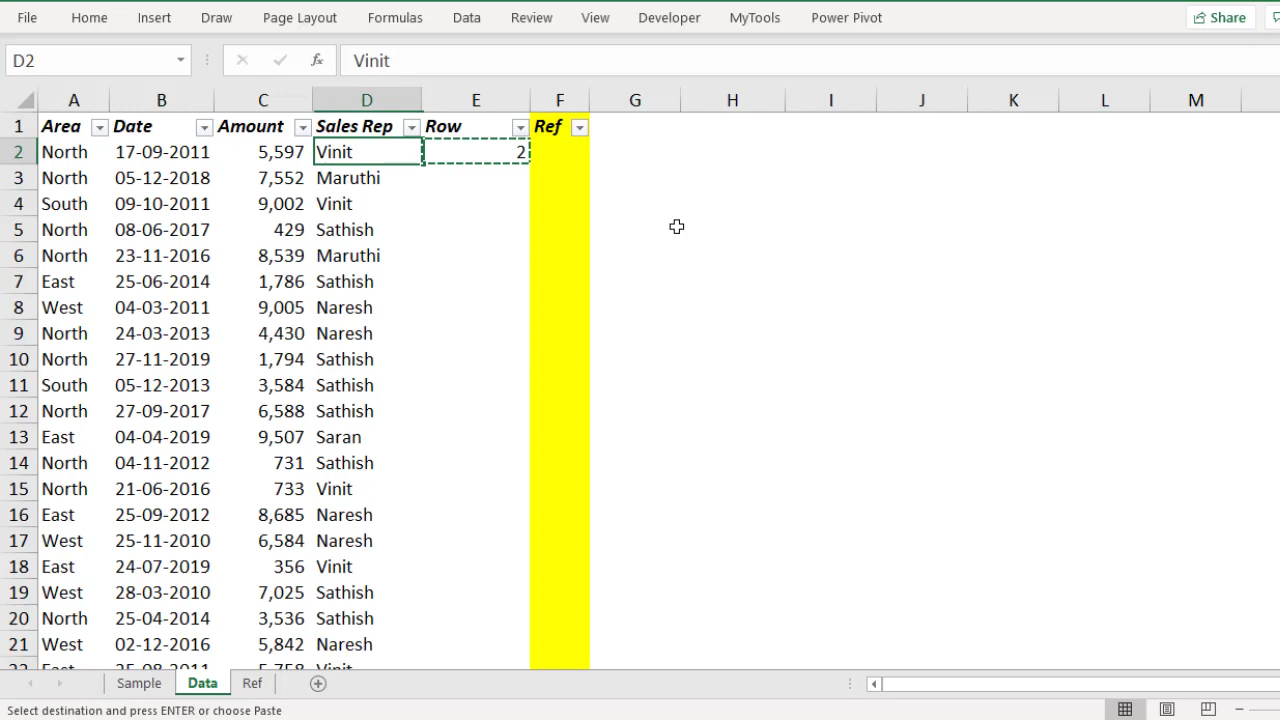 File Home Insert Draw Page Layout Formulas Data Review View Developer MyTools Power Pivot Share
D2 fx Vinit
A B C D E F G H I J K L M
1 Area Date Amount Sales Rep Row Ref
2 North 17-09-2011 5,597 Vinit 2
3 North 05-12-2018 7,552 Maruthi
4 South 09-10-2011 9,002 Vinit
5 North 08-06-2017 429 Sathish
6 North 23-11-2016 8,539 Maruthi
7 East 25-06-2014 1,786 Sathish
8 West 04-03-2011 9,005 Naresh
9 North 24-03-2013 4,430 Naresh
10 North 27-11-2019 1,794 Sathish
11 South 05-12-2013 3,584 Sathish
12 North 27-09-2017 6,588 Sathish
13 East 04-04-2019 9,507 Saran
14 North 04-11-2012 731 Sathish
15 North 21-06-2016 733 Vinit
16 East 25-09-2012 8,685 Naresh
17 West 25-11-2010 6,584 Naresh
18 East 24-07-2019 356 Vinit
19 West 28-03-2010 7,025 Sathish
20 North 25-04-2014 3,536 Sathish
21 West 02-12-2016 5,842 Naresh
22 East 25-08-2011 5,758 Vinit
Sample Data Ref
Select destination and press ENTER or choose Paste